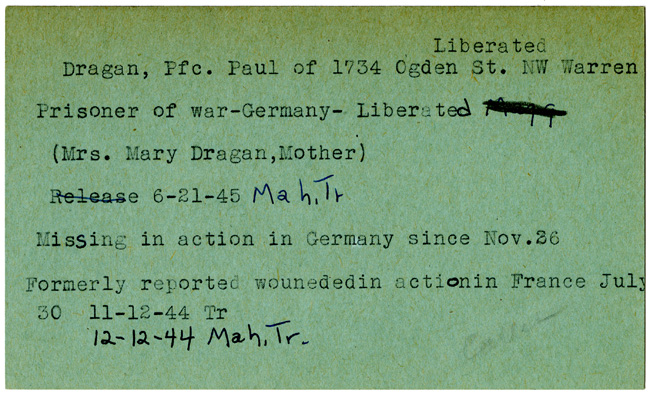 Liberated
Dragan, Pfc. Paul of 1734 Ogden St. NW Warren
Prisoner of war-Germany- Liberated
(Mrs. Mary Dragan,Mother)
Release 6-21-45 Mah, Tr
Missing in action in Germany since Nov.26
Formerly reported wounededin actionin France July
30 11-12-44 Tr
12-12-44 Mah, Tr.